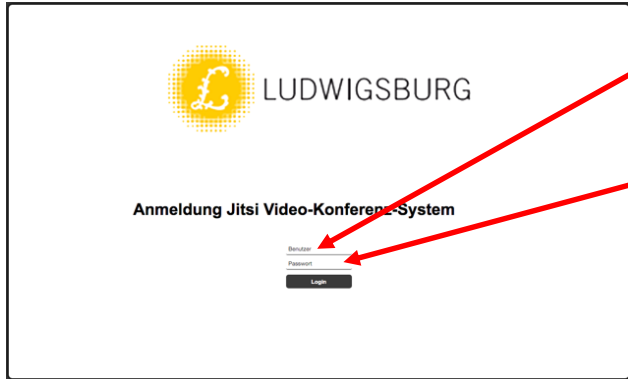 LUDWIGSBURG
Anmeldung Jitsi Video-Konferenz-System
Benutzer
Passwort
Login